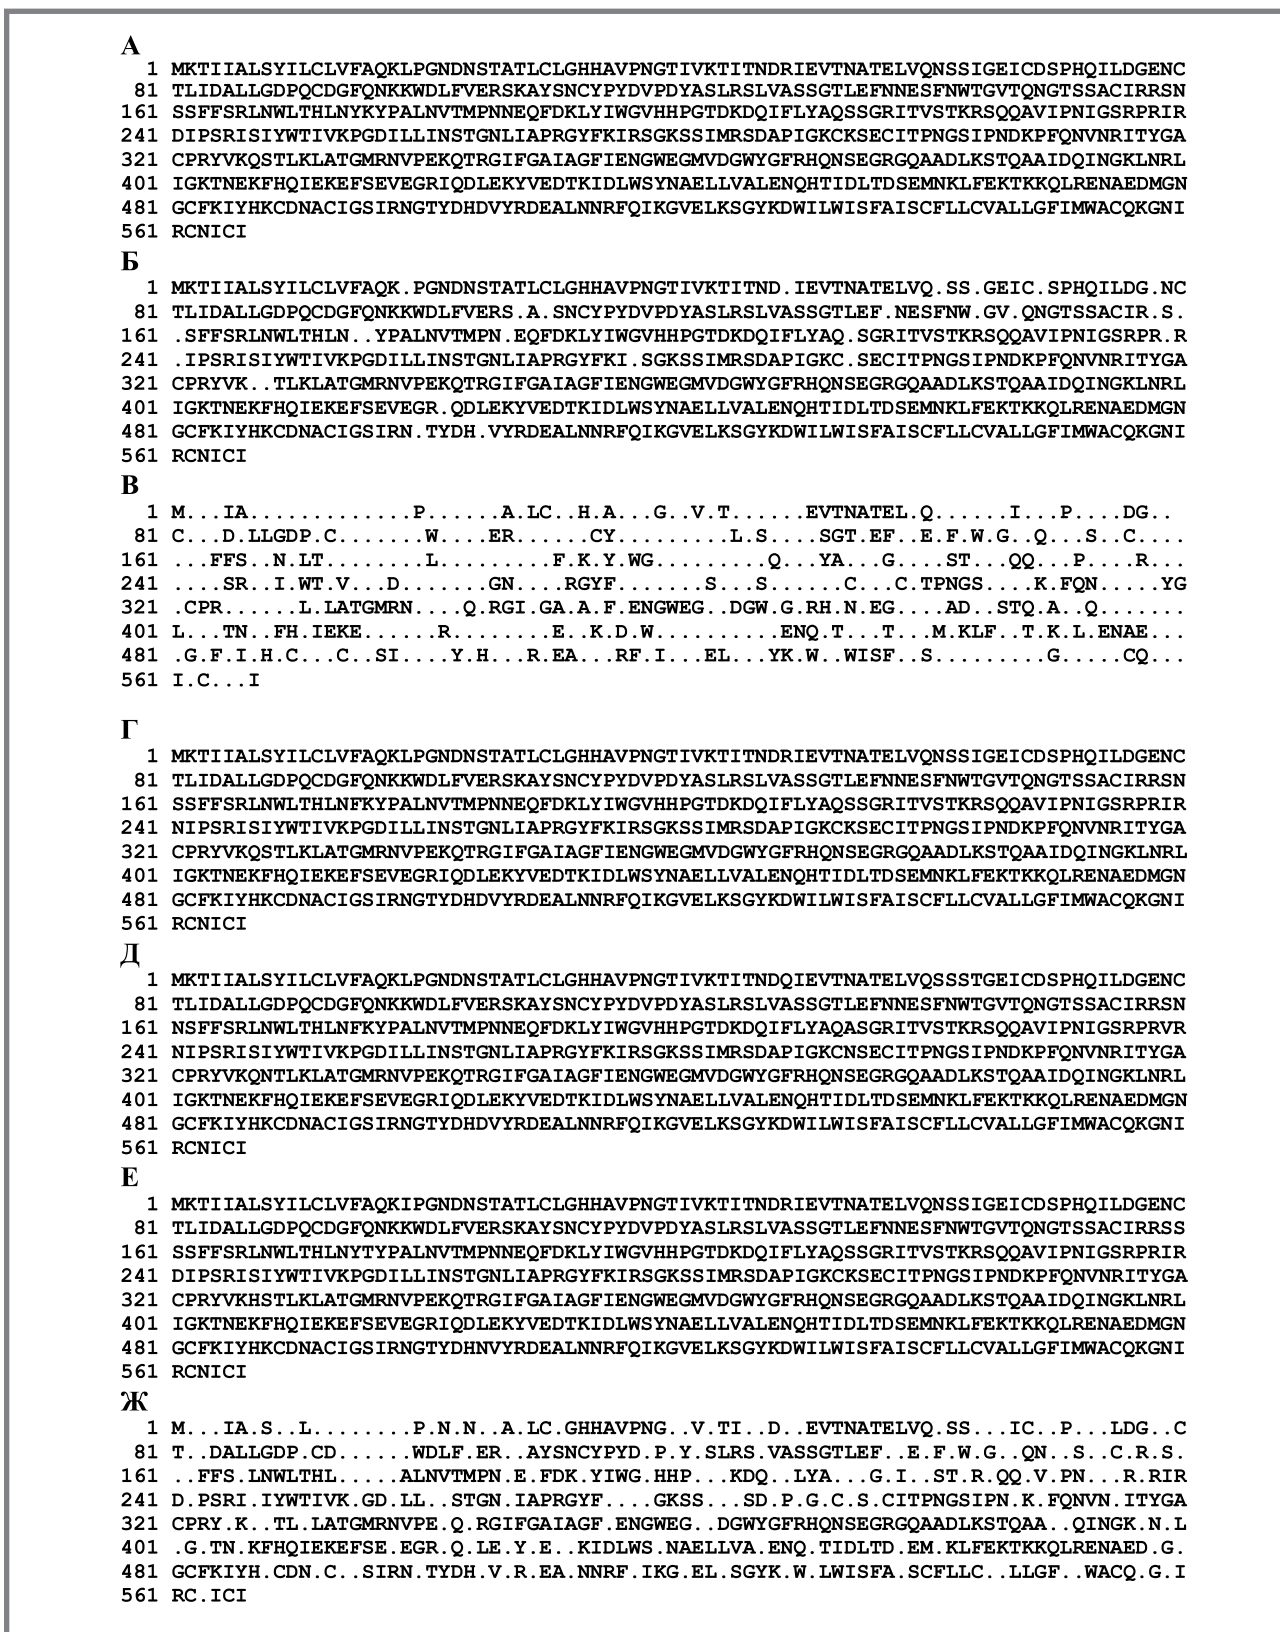 А
1 MKTIIALSYILCLVFAQKLPGNDNSTATLCLGHHAVPNGTIVKTITNDRIEVTNATELVQNSSIGEICDSPHQILDGENC
81 TLIDALLGDPQCDGFQNKKWDLFVERSKAYSNCYPYDVPDYASLRSLVASSGTLEFNNESFNWTGVTQNGTSSACIRRSN
161 SSFFSRLNWLTHLNYKYPALNVTMPNNEQFDKLYIWGVHHPGTDKDQIFLYAQSSGRITVSTKRSQQAVIPNIGSRPRIR
241 DIPSRISIYWTIVKPGDILLINSTGNLIAPRGYFKIRSGKSSIMRSDAPIGKCKSECITPNGSIPNDKPFQNVNRITYGA
321 CPRYVKQSTLKLATGMRNVPEKQTRGIFGAIAGFIENGWEGMVDGWYGFRHQNSEGRGQAADLKSTQAAIDQINGKLNRL
401 IGKTNEKFHQIEKEFSEVEGRIQDLEKYVEDTKIDLWSYNAELLVALENQHTIDLTDSEMNKLFEKTKKQLRENAEDMGN
481 GCFKIYHKCDNACIGSIRNGTYDHDVYRDEALNNRFQIKGVELKSGYKDWILWISFAISCFLLCVALLGFIMWACQKGNI
561 RCNICI
Б
1 MKTIIALSYILCLVFAQK.PGNDNSTATLCLGHHAVPNGTIVKTITND.IEVTNATELVQ.SS.GEIC.SPHQILDG.NC
81 TLIDALLGDPQCDGFQNKKWDLFVERS.A.SNCYPYDVPDYASLRSLVASSGTLEF.NESFNW.GV.QNGTSSACIR.S.
161 .SFFSRLNWLTHLN..YPALNVTMPN.EQFDKLYIWGVHHPGTDKDQIFLYAQ.SGRITVSTKRSQQAVIPNIGSRPR.R
241 .IPSRISIYWTIVKPGDILLINSTGNLIAPRGYFKI.SGKSSIMRSDAPIGKC.SECITPNGSIPNDKPFQNVNRITYGA
321 CPRYVK..TLKLATGMRNVPEKQTRGIFGAIAGFIENGWEGMVDGWYGFRHQNSEGRGQAADLKSTQAAIDQINGKLNRL
401 IGKTNEKFHQIEKEFSEVEGR.QDLEKYVEDTKIDLWSYNAELLVALENQHTIDLTDSEMNKLFEKTKKQLRENAEDMGN
481 GCFKIYHKCDNACIGSIRN.TYDH.VYRDEALNNRFQIKGVELKSGYKDWILWISFAISCFLLCVALLGFIMWACQKGNI
561 RCNICI
В
1 M...IA.............P......A.LC..H.A...G..V.T......EVTNATEL.Q......I...P....DG..
81 C...D.LLGDP.C.......W....ER......CY.........L.S....SGT.EF..E.F.W.G..Q...S..C....
161 ...FFS..N.LT........L.........F.K.Y.WG.........Q...YA...G....ST...QQ...P....R...
241 ....SR..I.WT.V...D.......GN....RGYF.......S...S......C...C.TPNGS....K.FQN.....YG
321 .CPR......L.LATGMRN....Q.RGI.GA.A.F.ENGWEG..DGW.G.RH.N.EG....AD..STQ.A..Q.......
401 L...TN..FH.IEKE......R........E..K.D.W..........ENQ.T...T...M.KLF..T.K.L.ENAE...
481 .G.F.I.H.C...C..SI....Y.H...R.EA...RF.I...EL...YK.W..WISF..S.........G.....CQ...
561 I.C...I
Г
1 MKTIIALSYILCLVFAQKLPGNDNSTATLCLGHHAVPNGTIVKTITNDRIEVTNATELVQNSSIGEICDSPHQILDGENC
81 TLIDALLGDPQCDGFQNKKWDLFVERSKAYSNCYPYDVPDYASLRSLVASSGTLEFNNESFNWTGVTQNGTSSACIRRSN
161 SSFFSRLNWLTHLNFKYPALNVTMPNNEQFDKLYIWGVHHPGTDKDQIFLYAQSSGRITVSTKRSQQAVIPNIGSRPRIR
241 NIPSRISIYWTIVKPGDILLINSTGNLIAPRGYFKIRSGKSSIMRSDAPIGKCKSECITPNGSIPNDKPFQNVNRITYGA
321 CPRYVKQSTLKLATGMRNVPEKQTRGIFGAIAGFIENGWEGMVDGWYGFRHQNSEGRGQAADLKSTQAAIDQINGKLNRL
401 IGKTNEKFHQIEKEFSEVEGRIQDLEKYVEDTKIDLWSYNAELLVALENQHTIDLTDSEMNKLFEKTKKQLRENAEDMGN
481 GCFKIYHKCDNACIGSIRNGTYDHDVYRDEALNNRFQIKGVELKSGYKDWILWISFAISCFLLCVALLGFIMWACQKGNI
561 RCNICI
Д
1 MKTIIALSYILCLVFAQKLPGNDNSTATLCLGHHAVPNGTIVKTITNDQIEVTNATELVQSSSTGEICDSPHQILDGENC
81 TLIDALLGDPQCDGFQNKKWDLFVERSKAYSNCYPYDVPDYASLRSLVASSGTLEFNNESFNWTGVTQNGTSSACIRRSN
161 NSFFSRLNWLTHLNFKYPALNVTMPNNEQFDKLYIWGVHHPGTDKDQIFLYAQASGRITVSTKRSQQAVIPNIGSRPRVR
241 NIPSRISIYWTIVKPGDILLINSTGNLIAPRGYFKIRSGKSSIMRSDAPIGKCNSECITPNGSIPNDKPFQNVNRITYGA
321 CPRYVKQNTLKLATGMRNVPEKQTRGIFGAIAGFIENGWEGMVDGWYGFRHQNSEGRGQAADLKSTQAAIDQINGKLNRL
401 IGKTNEKFHQIEKEFSEVEGRIQDLEKYVEDTKIDLWSYNAELLVALENQHTIDLTDSEMNKLFEKTKKQLRENAEDMGN
481 GCFKIYHKCDNACIGSIRNGTYDHDVYRDEALNNRFQIKGVELKSGYKDWILWISFAISCFLLCVALLGFIMWACQKGNI
561 RCNICI
Е
1 MKTIIALSYILCLVFAQKIPGNDNSTATLCLGHHAVPNGTIVKTITNDRIEVTNATELVQNSSIGEICDSPHQILDGENC
81 TLIDALLGDPQCDGFQNKKWDLFVERSKAYSNCYPYDVPDYASLRSLVASSGTLEFNNESFNWTGVTQNGTSSACIRRSS
161 SSFFSRLNWLTHLNYTYPALNVTMPNNEQFDKLYIWGVHHPGTDKDQIFLYAQSSGRITVSTKRSQQAVIPNIGSRPRIR
241 DIPSRISIYWTIVKPGDILLINSTGNLIAPRGYFKIRSGKSSIMRSDAPIGKCKSECITPNGSIPNDKPFQNVNRITYGA
321 CPRYVKHSTLKLATGMRNVPEKQTRGIFGAIAGFIENGWEGMVDGWYGFRHQNSEGRGQAADLKSTQAAIDQINGKLNRL
401 IGKTNEKFHQIEKEFSEVEGRIQDLEKYVEDTKIDLWSYNAELLVALENQHTIDLTDSEMNKLFEKTKKQLRENAEDMGN
481 GCFKIYHKCDNACIGSIRNGTYDHNVYRDEALNNRFQIKGVELKSGYKDWILWISFAISCFLLCVALLGFIMWACQKGNI
561 RCNICI
Ж
1 M...IA.S..L........P.N.N..A.LC.GHHAVPNG..V.TI..D..EVTNATELVQ.SS...IC..P...LDG..C
81 T..DALLGDP.CD......WDLF.ER..AYSNCYPYD.P.Y.SLRS.VASSGTLEF..E.F.W.G..QN..S..C.R.S.
161 ..FFS.LNWLTHL.....ALNVTMPN.E.FDK.YIWG.HHP...KDQ..LYA...G.I..ST.R.QQ.V.PN...R.RIR
241 D.PSRI.IYWTIVK.GD.LL..STGN.IAPRGYF....GKSS...SD.P.G.C.S.CITPNGSIPN.K.FQNVN.ITYGA
321 CPRY.K..TL.LATGMRNVPE.Q.RGIFGAIAGF.ENGWEG..DGWYGFRHQNSEGRGQAADLKSTQAA..QINGK.N.L
401 .G.TN.KFHQIEKEFSE.EGR.Q.LE.Y.E..KIDLWS.NAELLVA.ENQ.TIDLTD.EM.KLFEKTKKQLRENAED.G.
481 GCFKIYH.CDN.C..SIRN.TYDH.V.R.EA.NNRF.IKG.EL.SGYK.W.LWISFA.SCFLLC..LLGF..WACQ.G.I
561 RC.ICI